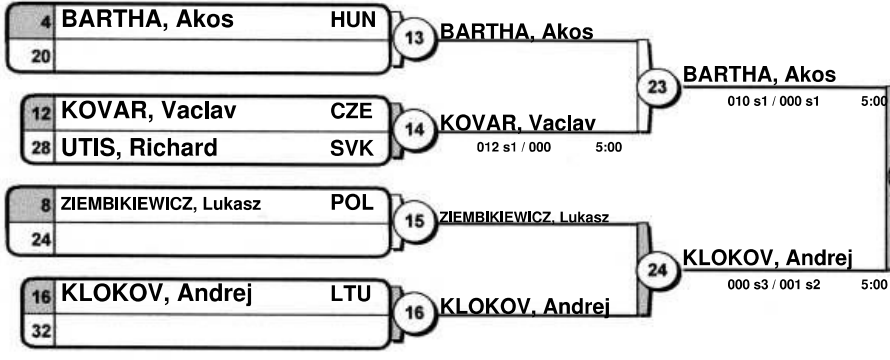 4 BARTHA, Akos HUN
20
13
BARTHA, Akos
12 KOVAR, Vaclav CZE
28 UTIS, Richard SVK
14
KOVAR, Vaclav
012 s1 / 000 5:00
23
BARTHA, Akos
010 s1 / 000 s1 5:00
8 ZIEMBIKIEWICZ, Lukasz POL
24
15
ZIEMBIKIEWICZ, Lukasz
16 KLOKOV, Andrej LTU
32
16
KLOKOV, Andrej
24
KLOKOV, Andrej
000 s3 / 001 s2 5:00